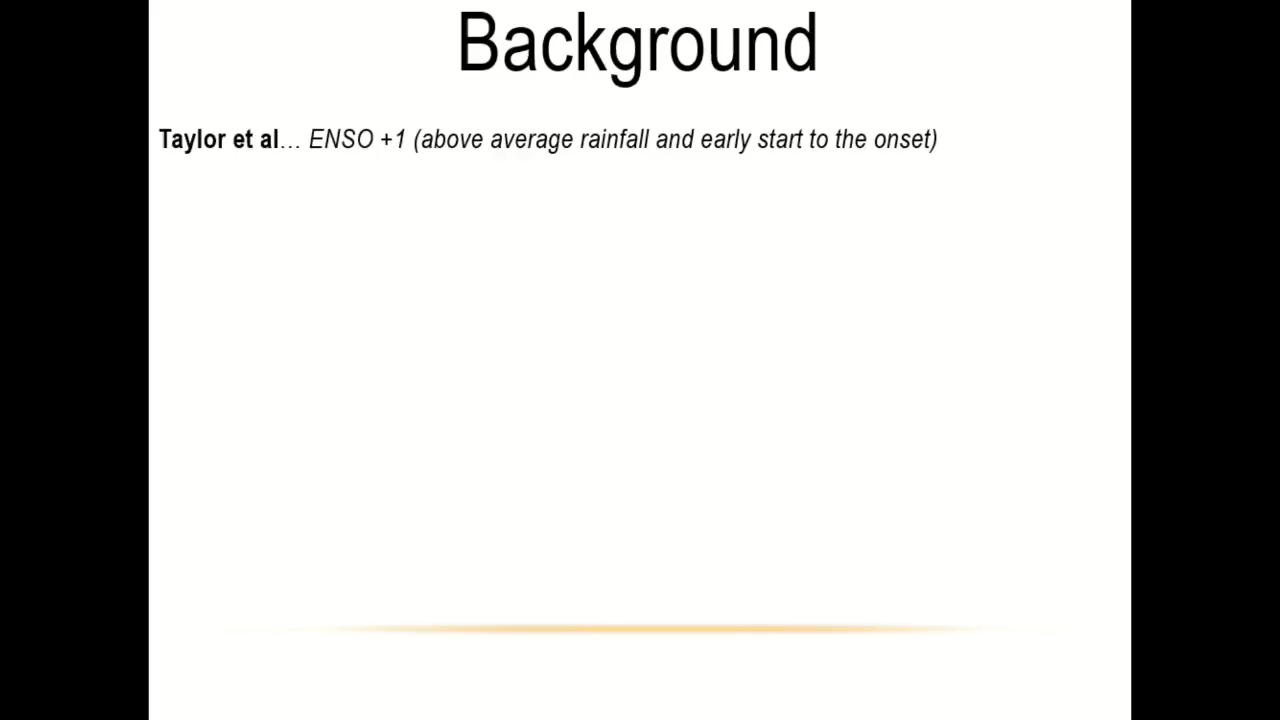 Background
Taylor et al… ENSO +1 (above average rainfall and early start to the onset)